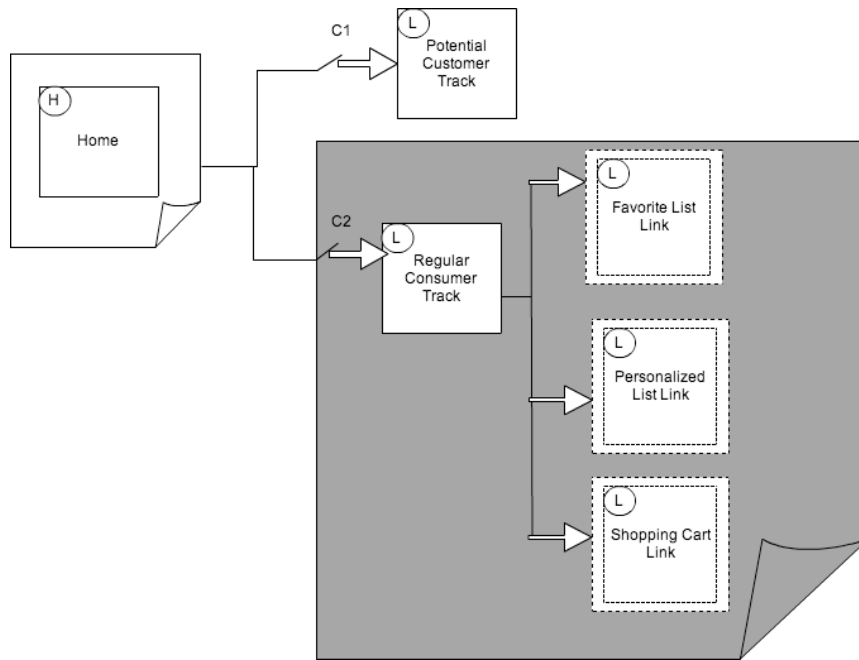 C1
L
Potential
Customer
Track
H
Home
C2
L
Regular
Consumer
Track
L
Favorite List
Link
L
Personalized
List Link
L
Shopping Cart
Link